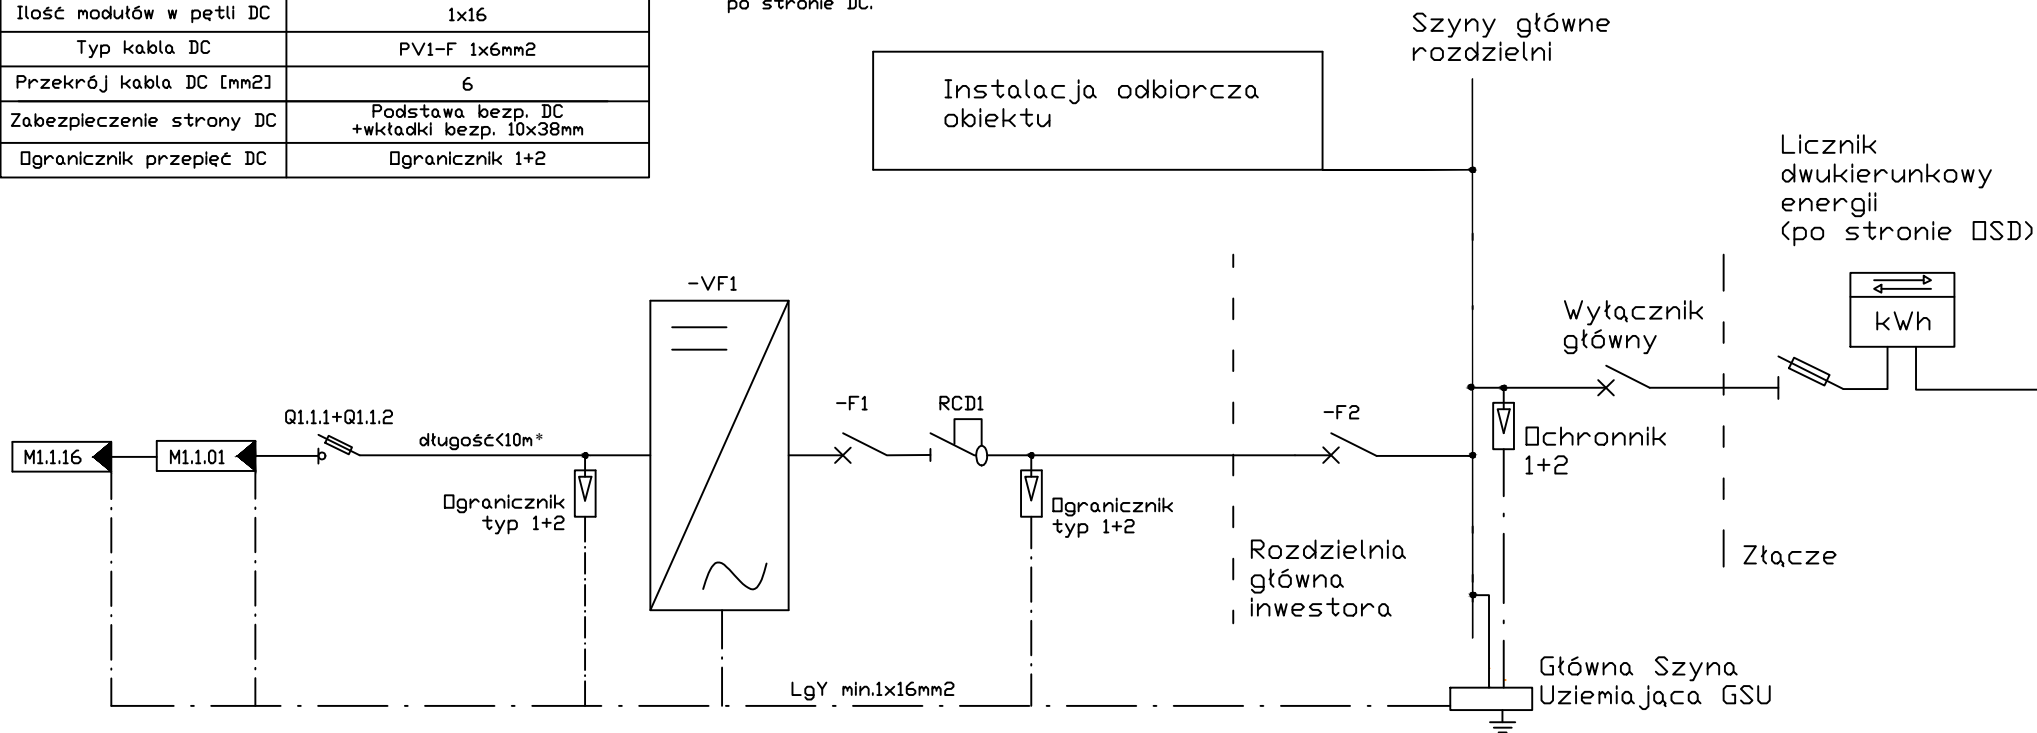 Ilość modułów w pętli DC
1x16
Typ kabla DC
PV1-F 1x6mm2
Przekrój kabla DC [mm2]
6
Zabezpieczenie strony DC
Podstawa bezp. DC
+wkładki bezp. 10x38mm
Ogranicznik przepięć DC
Ogranicznik 1+2
po stronie DC.
Instalacja odbiorcza
obiektu
Szyny główne
rozdzielni
Licznik
dwukierunkowy
energii
(po stronie OSD)
kWh
Wyłącznik
główny
-VF1
Q1.1.1+Q1.1.2
długość<10m*
M1.1.16
M1.1.01
Ogranicznik
typ 1+2
-F1
RCD1
Ogranicznik
typ 1+2
-F2
Ochronnik
1+2
Rozdzielnia
główna
inwestora
Złącze
LgY min.1x16mm2
Główna Szyna
Uziemiająca GSU